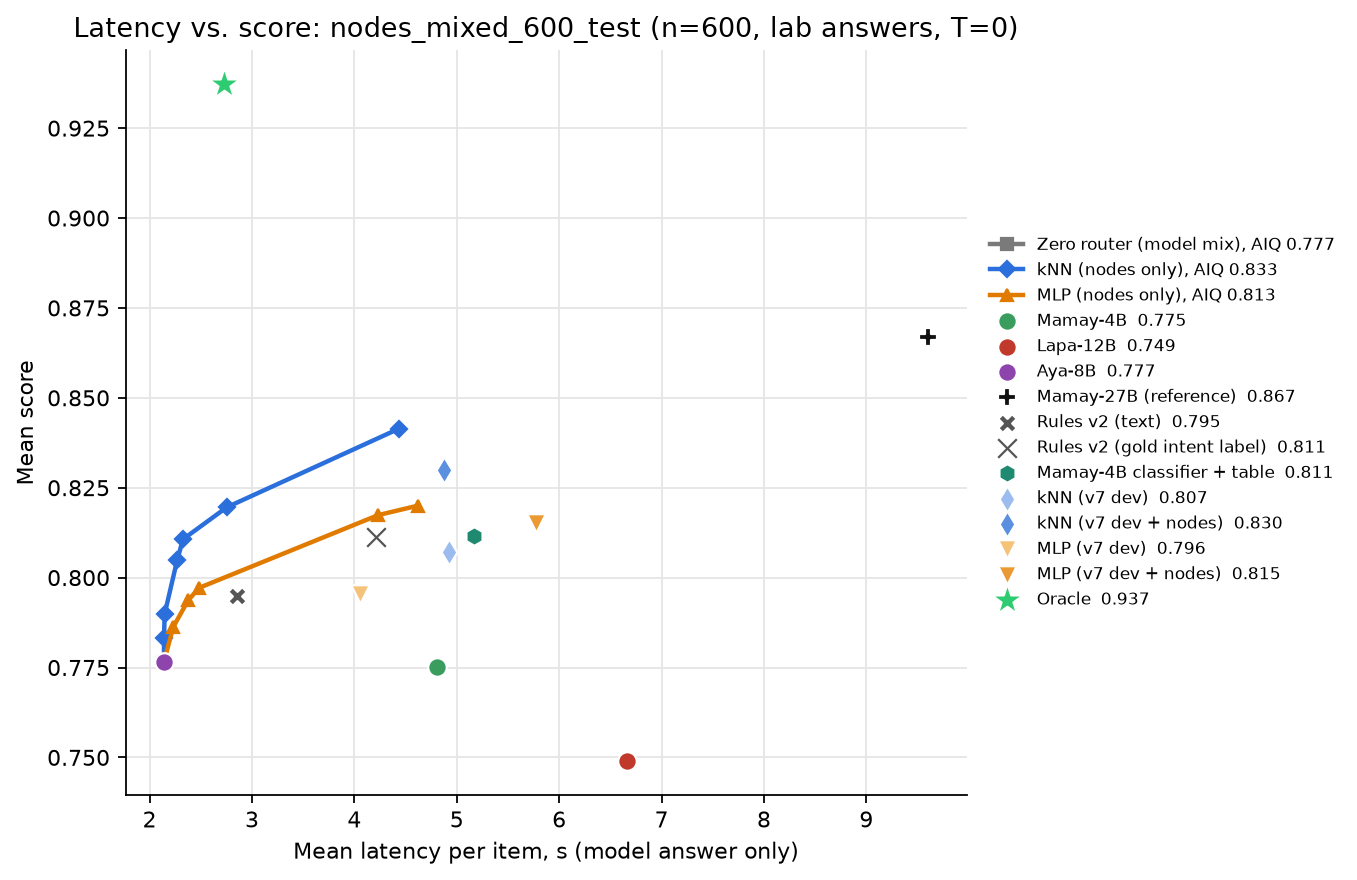 Latency vs. score: nodes_mixed_600_test (n=600, lab answers, T=0)
Mean score
0.925
0.900
0.875
0.850
0.825
0.800
0.775
0.750
2 3 4 5 6 7 8 9
Mean latency per item, s (model answer only)
Zero router (model mix), AIQ 0.777
kNN (nodes only), AIQ 0.833
MLP (nodes only), AIQ 0.813
Mamay-4B 0.775
Lapa-12B 0.749
Aya-8B 0.777
Mamay-27B (reference) 0.867
Rules v2 (text) 0.795
Rules v2 (gold intent label) 0.811
Mamay-4B classifier + table 0.811
kNN (v7 dev) 0.807
kNN (v7 dev + nodes) 0.830
MLP (v7 dev) 0.796
MLP (v7 dev + nodes) 0.815
Oracle 0.937